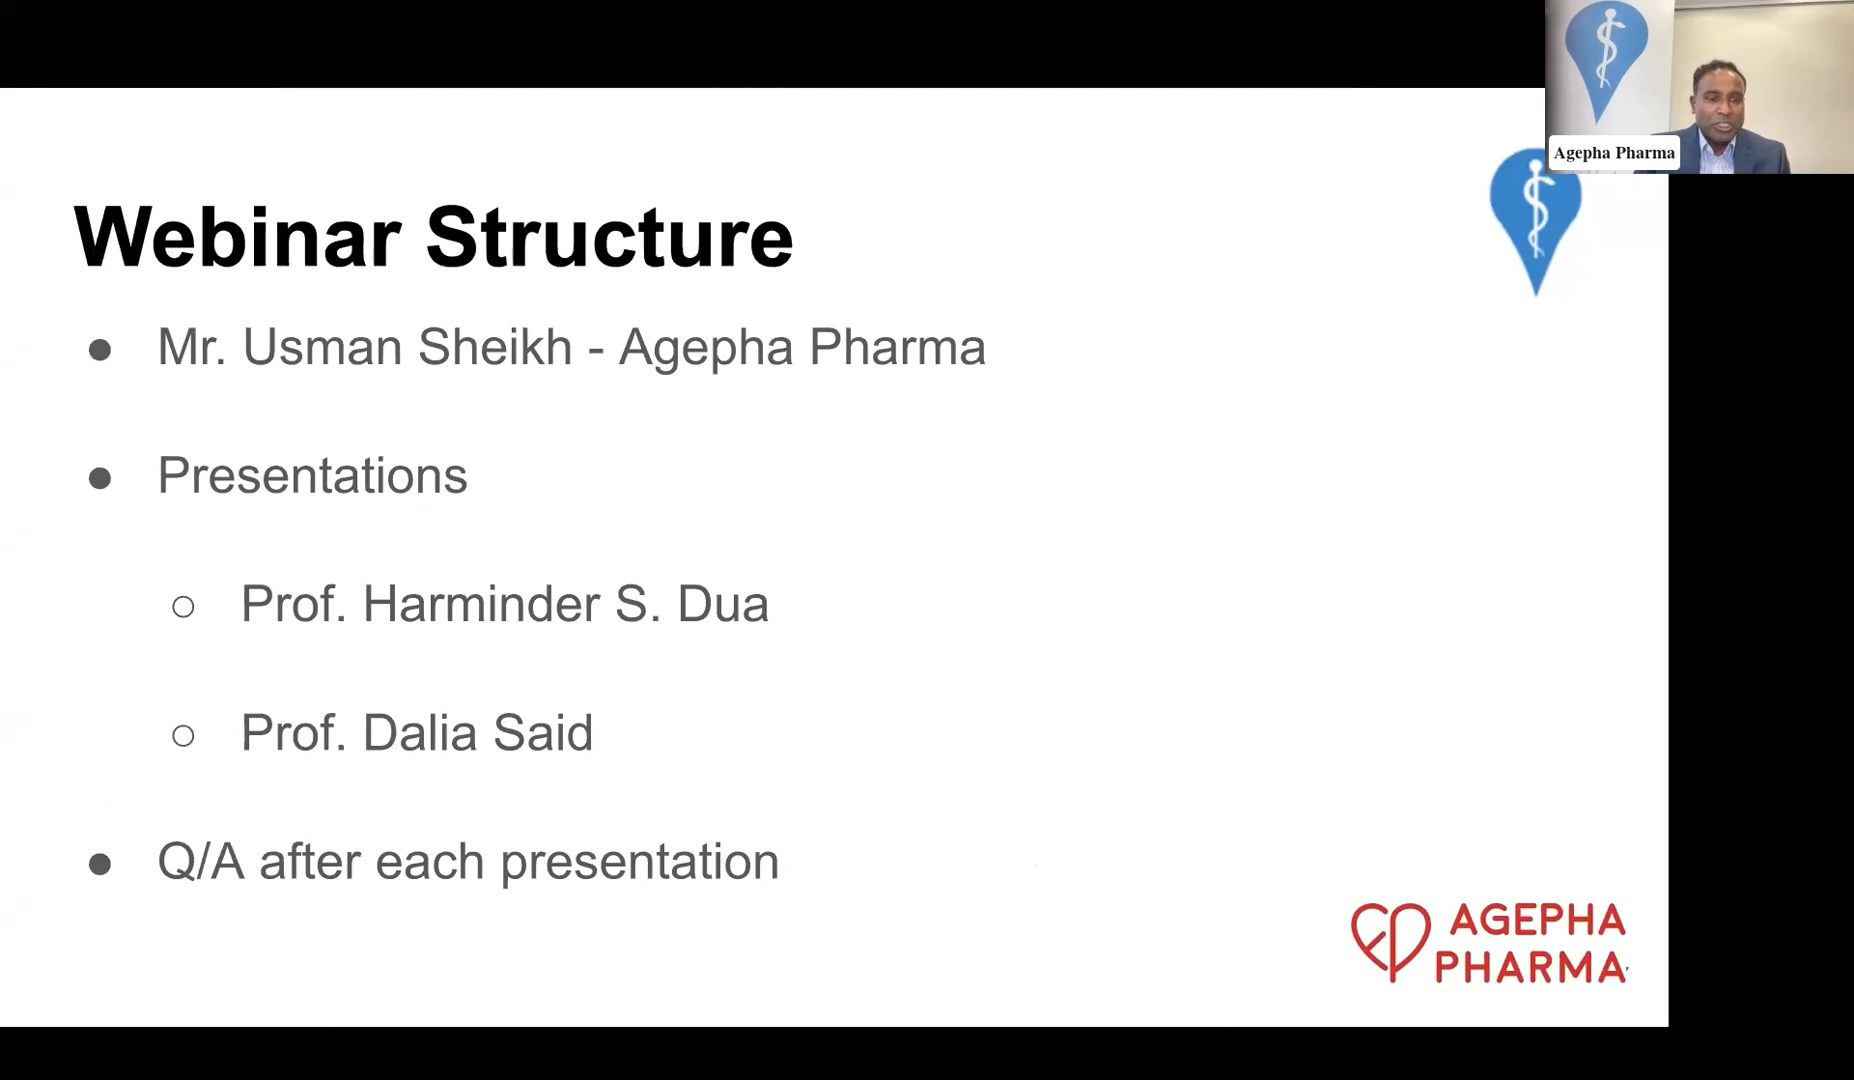 Agepha Pharma
Webinar Structure
● Mr. Usman Sheikh - Agepha Pharma
● Presentations
○ Prof. Harminder S. Dua
○ Prof. Dalia Said
● Q/A after each presentation
AGEPHA
PHARMA